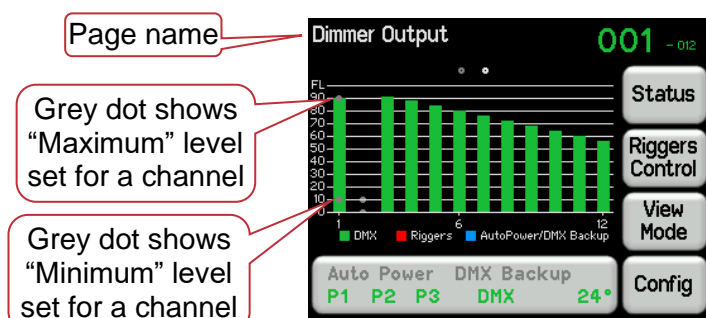 Page name
Dimmer Output
001 - 012
Grey dot shows
“Maximum” level
set for a channel
Grey dot shows
“Minimum” level
set for a channel
FL
90
80
70
60
50
40
30
20
10
0
1 6 12
DMX Riggers AutoPower/DMX Backup
Status
Riggers
Control
View
Mode
Config
Auto Power DMX Backup
P1 P2 P3 DMX 24°